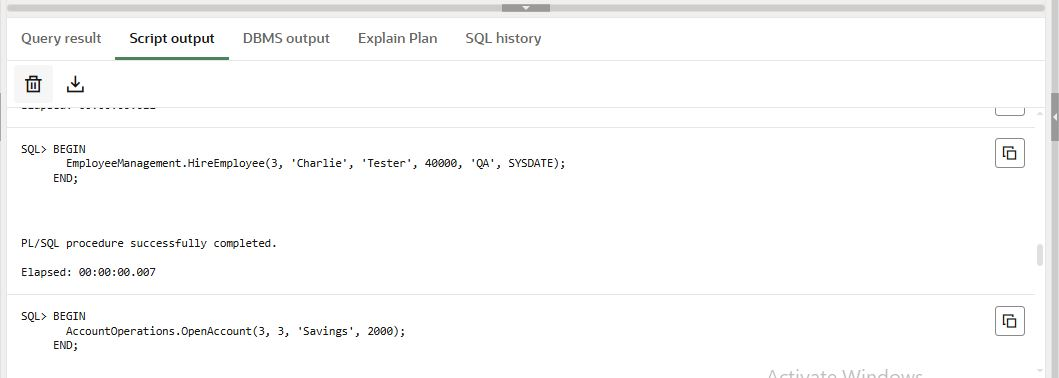 Query result Script output DBMS output Explain Plan SQL history
SQL> BEGIN
EmployeeManagement.HireEmployee(3, 'Charlie', 'Tester', 40000, 'QA', SYSDATE);
END;
PL/SQL procedure successfully completed.
Elapsed: 00:00:00.007
SQL> BEGIN
AccountOperations.OpenAccount(3, 3, 'Savings', 2000);
END;
Activate Windows